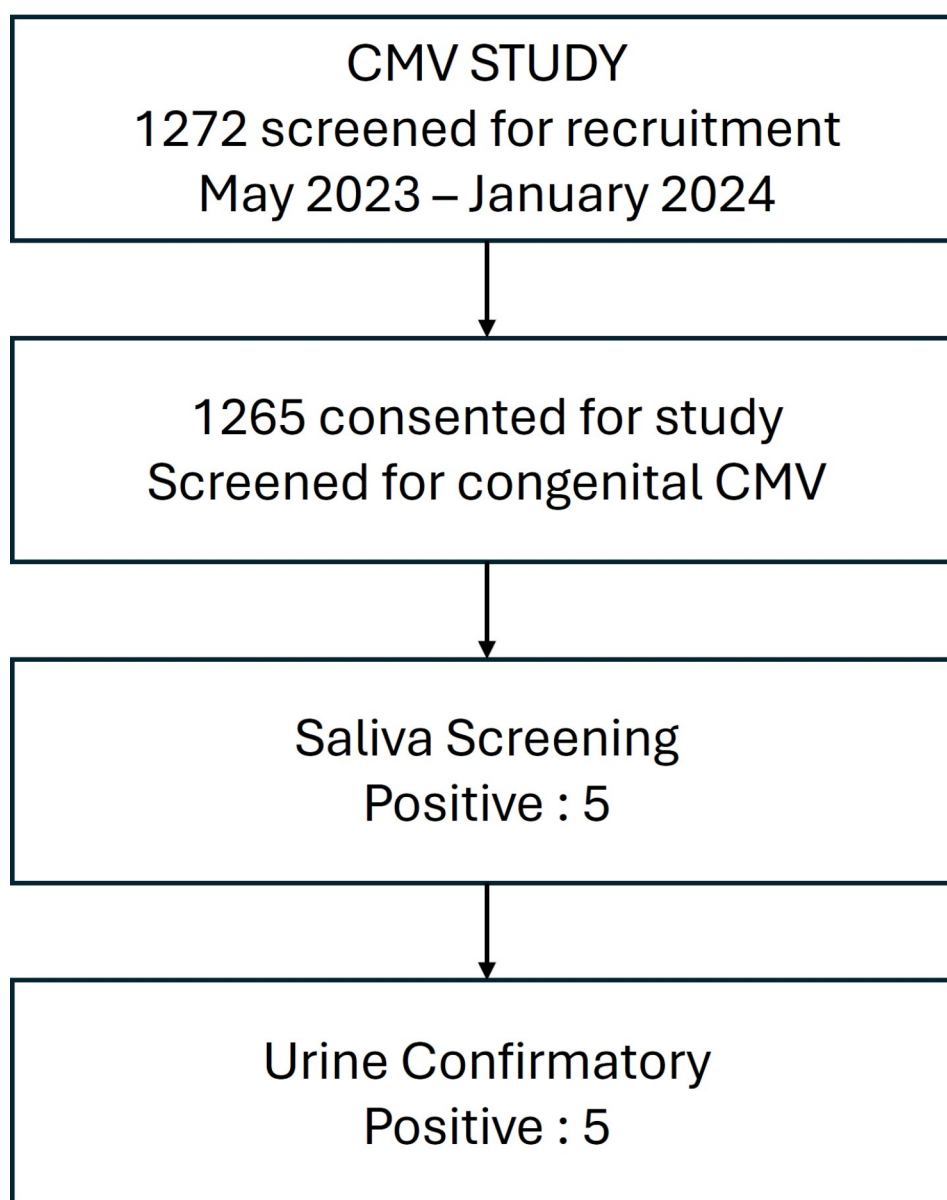 CMV STUDY
1272 screened for recruitment
May 2023 – January 2024
1265 consented for study
Screened for congenital CMV
Saliva Screening
Positive : 5
Urine Confirmatory
Positive : 5